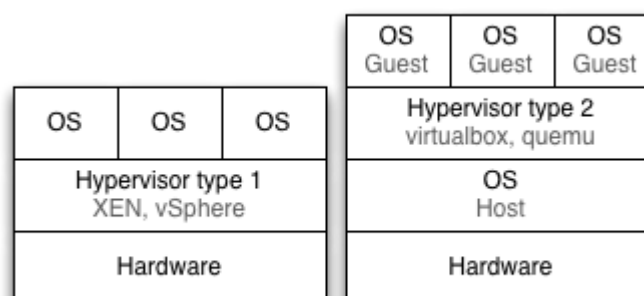 OS OS OS
Hypervisor type 1
XEN, vSphere
Hardware
OS OS OS
Guest Guest Guest
Hypervisor type 2
virtualbox, quemu
OS
Host
Hardware